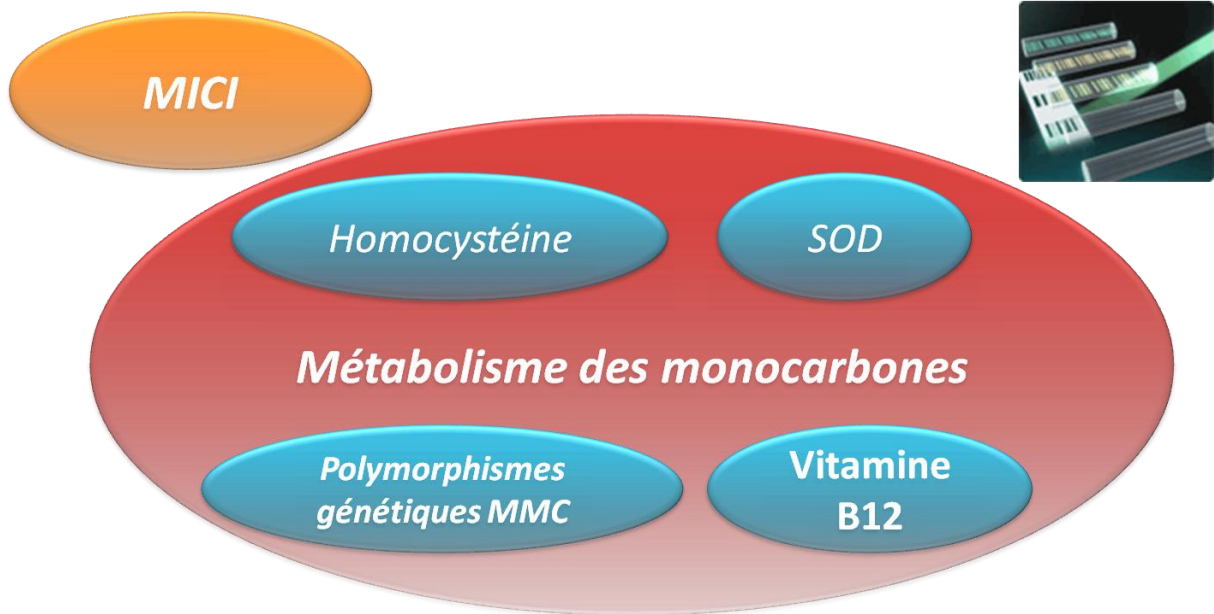 MICI
Homocystéine
SOD
Métabolisme des monocarbones
Polymorphismes
génétiques MMC
Vitamine
B12